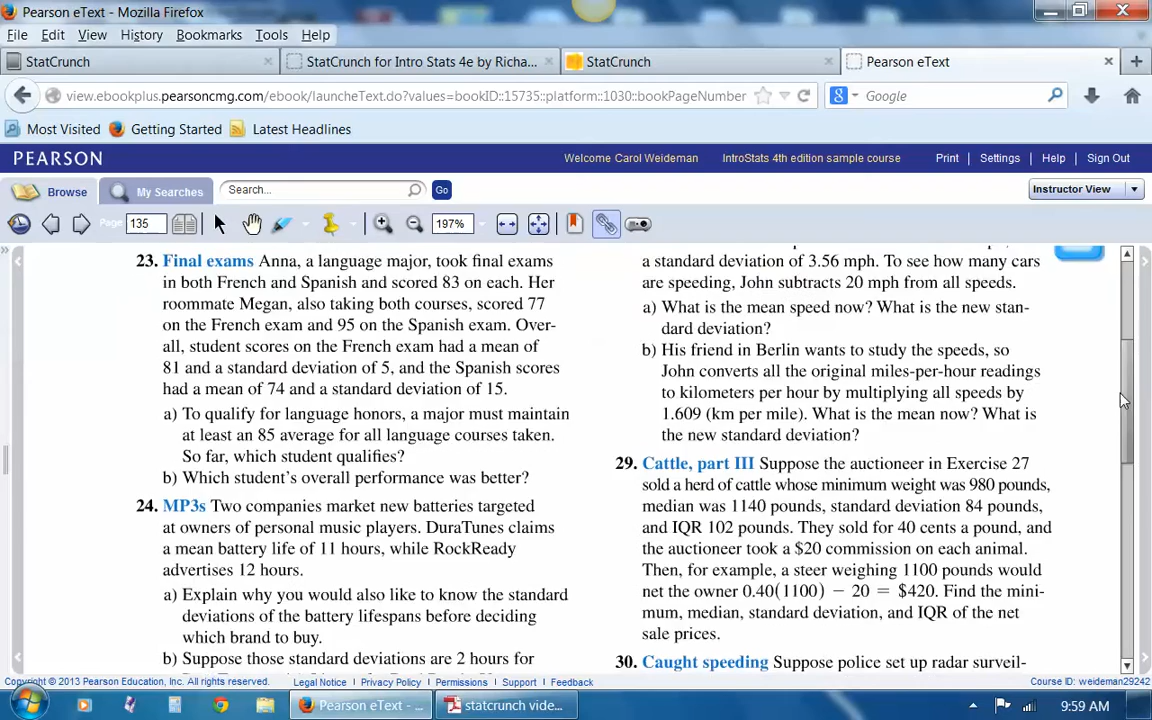 Pearson eText - Mozilla Firefox
File Edit View History Bookmarks Tools Help
StatCrunch
StatCrunch for Intro Stats 4e by Richa...
StatCrunch
Pearson eText
view.ebookplus.pearsoncmg.com/ebook/launcheText.do?values=bookID::15735::platform::1030::bookPageNumber
Google
Most Visited Getting Started Latest Headlines
PEARSON
Welcome Carol Weideman IntroStats 4th edition sample course Print Settings Help Sign Out
Browse My Searches Search... Go Instructor View
Page 135 197%
23. Final exams Anna, a language major, took final exams
in both French and Spanish and scored 83 on each. Her
roommate Megan, also taking both courses, scored 77
on the French exam and 95 on the Spanish exam. Over-
all, student scores on the French exam had a mean of
81 and a standard deviation of 5, and the Spanish scores
had a mean of 74 and a standard deviation of 15.
a) To qualify for language honors, a major must maintain
at least an 85 average for all language courses taken.
So far, which student qualifies?
b) Which student's overall performance was better?
24. MP3s Two companies market new batteries targeted
at owners of personal music players. DuraTunes claims
a mean battery life of 11 hours, while RockReady
advertises 12 hours.
a) Explain why you would also like to know the standard
deviations of the battery lifespans before deciding
which brand to buy.
b) Suppose those standard deviations are 2 hours for
a standard deviation of 3.56 mph. To see how many cars
are speeding, John subtracts 20 mph from all speeds.
a) What is the mean speed now? What is the new stan-
dard deviation?
b) His friend in Berlin wants to study the speeds, so
John converts all the original miles-per-hour readings
to kilometers per hour by multiplying all speeds by
1.609 (km per mile). What is the mean now? What is
the new standard deviation?
29. Cattle, part III Suppose the auctioneer in Exercise 27
sold a herd of cattle whose minimum weight was 980 pounds,
median was 1140 pounds, standard deviation 84 pounds,
and IQR 102 pounds. They sold for 40 cents a pound, and
the auctioneer took a $20 commission on each animal.
Then, for example, a steer weighing 1100 pounds would
net the owner 0.40(1100) − 20 = $420. Find the mini-
mum, median, standard deviation, and IQR of the net
sale prices.
30. Caught speeding Suppose police set up radar surveil-
Copyright © 2013 Pearson Education, Inc. All rights reserved. Legal Notice | Privacy Policy | Permissions | Support | Feedback Course ID: weideman29242
Pearson eText - ...
statcrunch vide...
9:59 AM